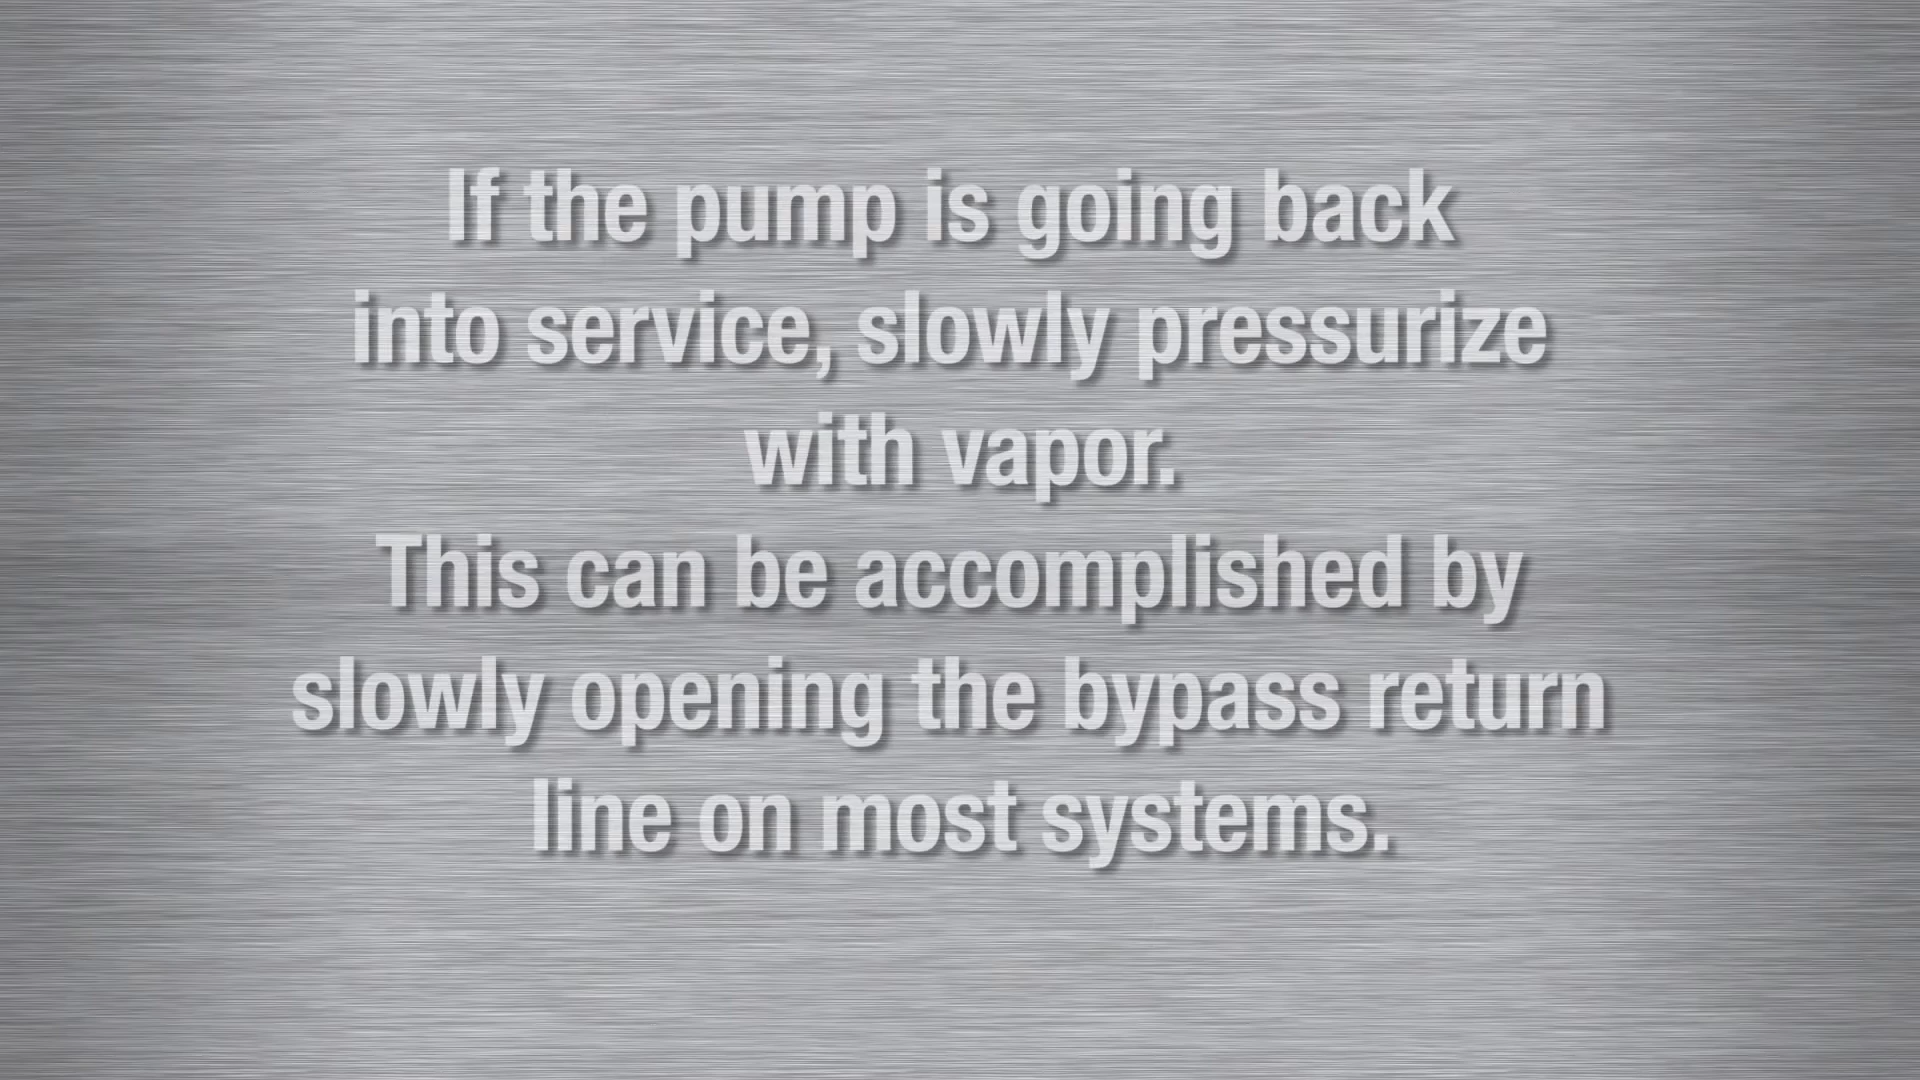 If the pump is going back
into service, slowly pressurize
with vapor.
This can be accomplished by
slowly opening the bypass return
line on most systems.